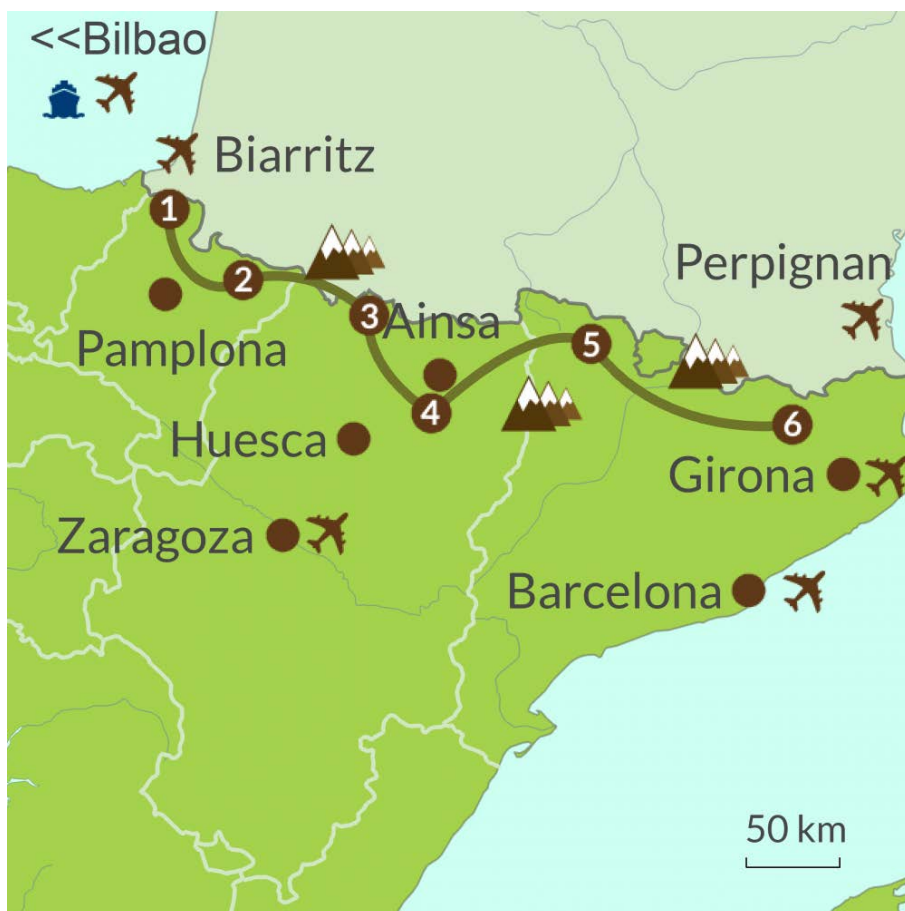 <<Bilbao
Biarritz
1
2
Perpignan
3
Ainsa
Pamplona
5
4
6
Huesca
Girona
Zaragoza
Barcelona
50 km